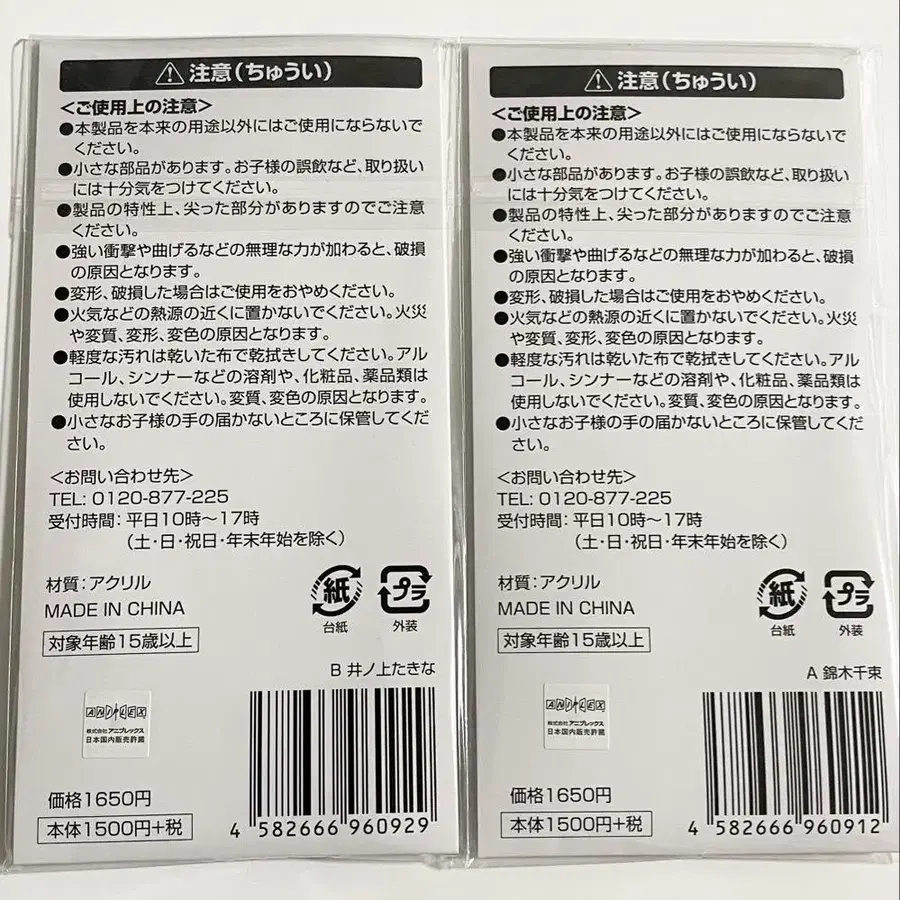 ⚠注意(ちゅうい)
<ご使用上の注意>
●本製品を本来の用途以外にはご使用にならないで
ください。
●小さな部品があります。お子様の誤飲など、取り扱い
には十分気をつけてください。
●製品の特性上、尖った部分がありますのでご注意
ください。
●強い衝撃や曲げるなどの無理な力が加わると、破損
の原因となります。
●変形、破損した場合はご使用をおやめください。
●火気などの熱源の近くに置かないでください。火災
や変質、変形、変色の原因となります。
●軽度な汚れは乾いた布で乾拭きしてください。アル
コール、シンナーなどの溶剤や、化粧品、薬品類は
使用しないでください。変質、変色の原因となります。
●小さなお子様の手の届かないところに保管してくだ
さい。
<お問い合わせ先>
TEL: 0120-877-225
受付時間：平日10時〜17時
(土・日・祝日・年末年始を除く)
材質：アクリル
MADE IN CHINA
対象年齢15歳以上
紙
台紙
プラ
外装
B 井ノ上たきな
ANIPLEX
株式会社アニプレックス
日本国内販売許諾
価格1650円
本体1500円+税
4 582666 960929
⚠注意(ちゅうい)
<ご使用上の注意>
●本製品を本来の用途以外にはご使用にならないで
ください。
●小さな部品があります。お子様の誤飲など、取り扱い
には十分気をつけてください。
●製品の特性上、尖った部分がありますのでご注意
ください。
●強い衝撃や曲げるなどの無理な力が加わると、破損
の原因となります。
●変形、破損した場合はご使用をおやめください。
●火気などの熱源の近くに置かないでください。火災
や変質、変形、変色の原因となります。
●軽度な汚れは乾いた布で乾拭きしてください。アル
コール、シンナーなどの溶剤や、化粧品、薬品類は
使用しないでください。変質、変色の原因となります。
●小さなお子様の手の届かないところに保管してくだ
さい。
<お問い合わせ先>
TEL: 0120-877-225
受付時間：平日10時〜17時
(土・日・祝日・年末年始を除く)
材質：アクリル
MADE IN CHINA
対象年齢15歳以上
紙
台紙
プラ
外装
A 錦木千束
ANIPLEX
株式会社アニプレックス
日本国内販売許諾
価格1650円
本体1500円+税
4 582666 960912